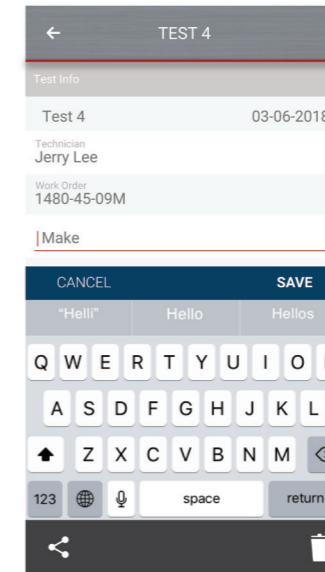 TEST 4
Test Info
Test 4 03-06-2018
Technician
Jerry Lee
Work Order
1480-45-09M
Make
CANCEL SAVE
"Helli" Hello Hellos
Q W E R T Y U I O
A S D F G H J K L
Z X C V B N M
123 space return